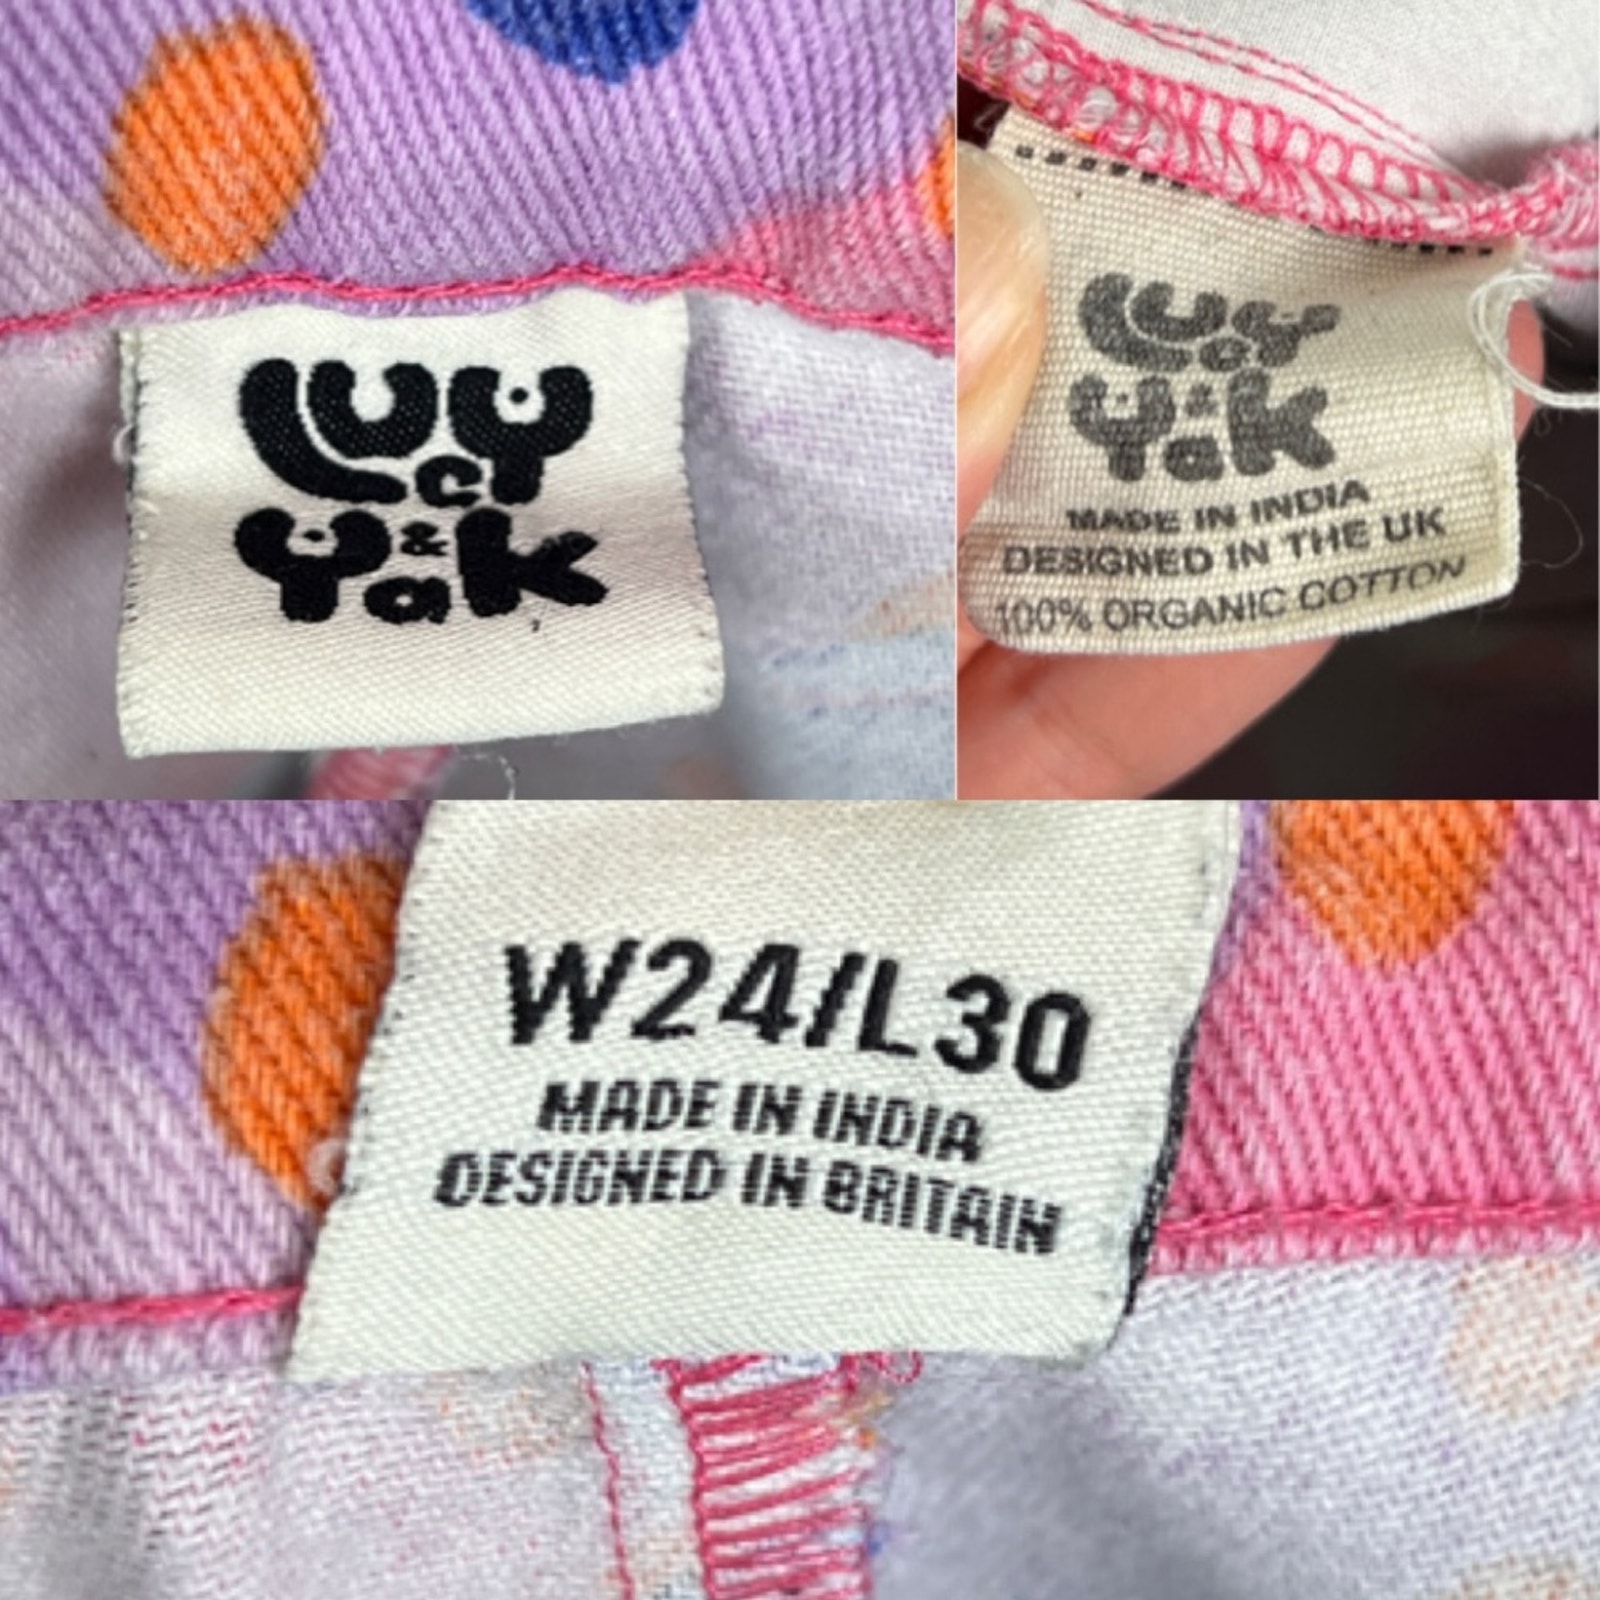 Lucy
& Yak
Lucy
& Yak
MADE IN INDIA
DESIGNED IN THE UK
100% ORGANIC COTTON
W24/L30
MADE IN INDIA
DESIGNED IN BRITAIN